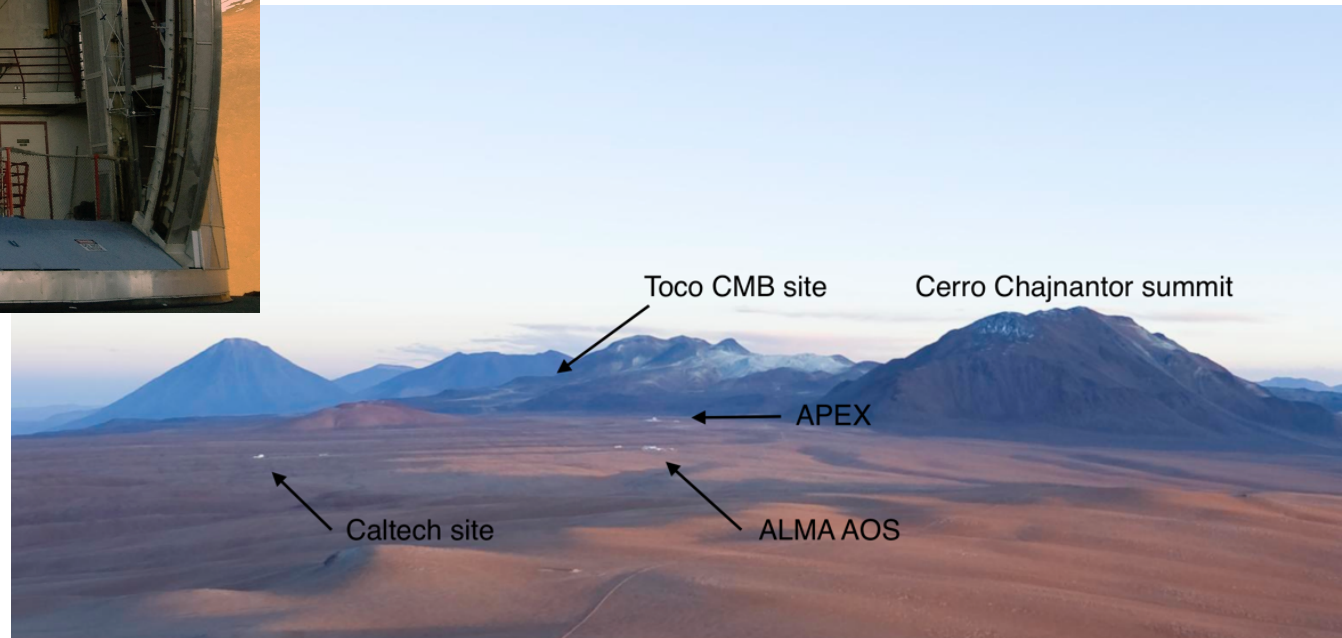 Toco CMB site
Cerro Chajnantor summit
APEX
Caltech site
ALMA AOS